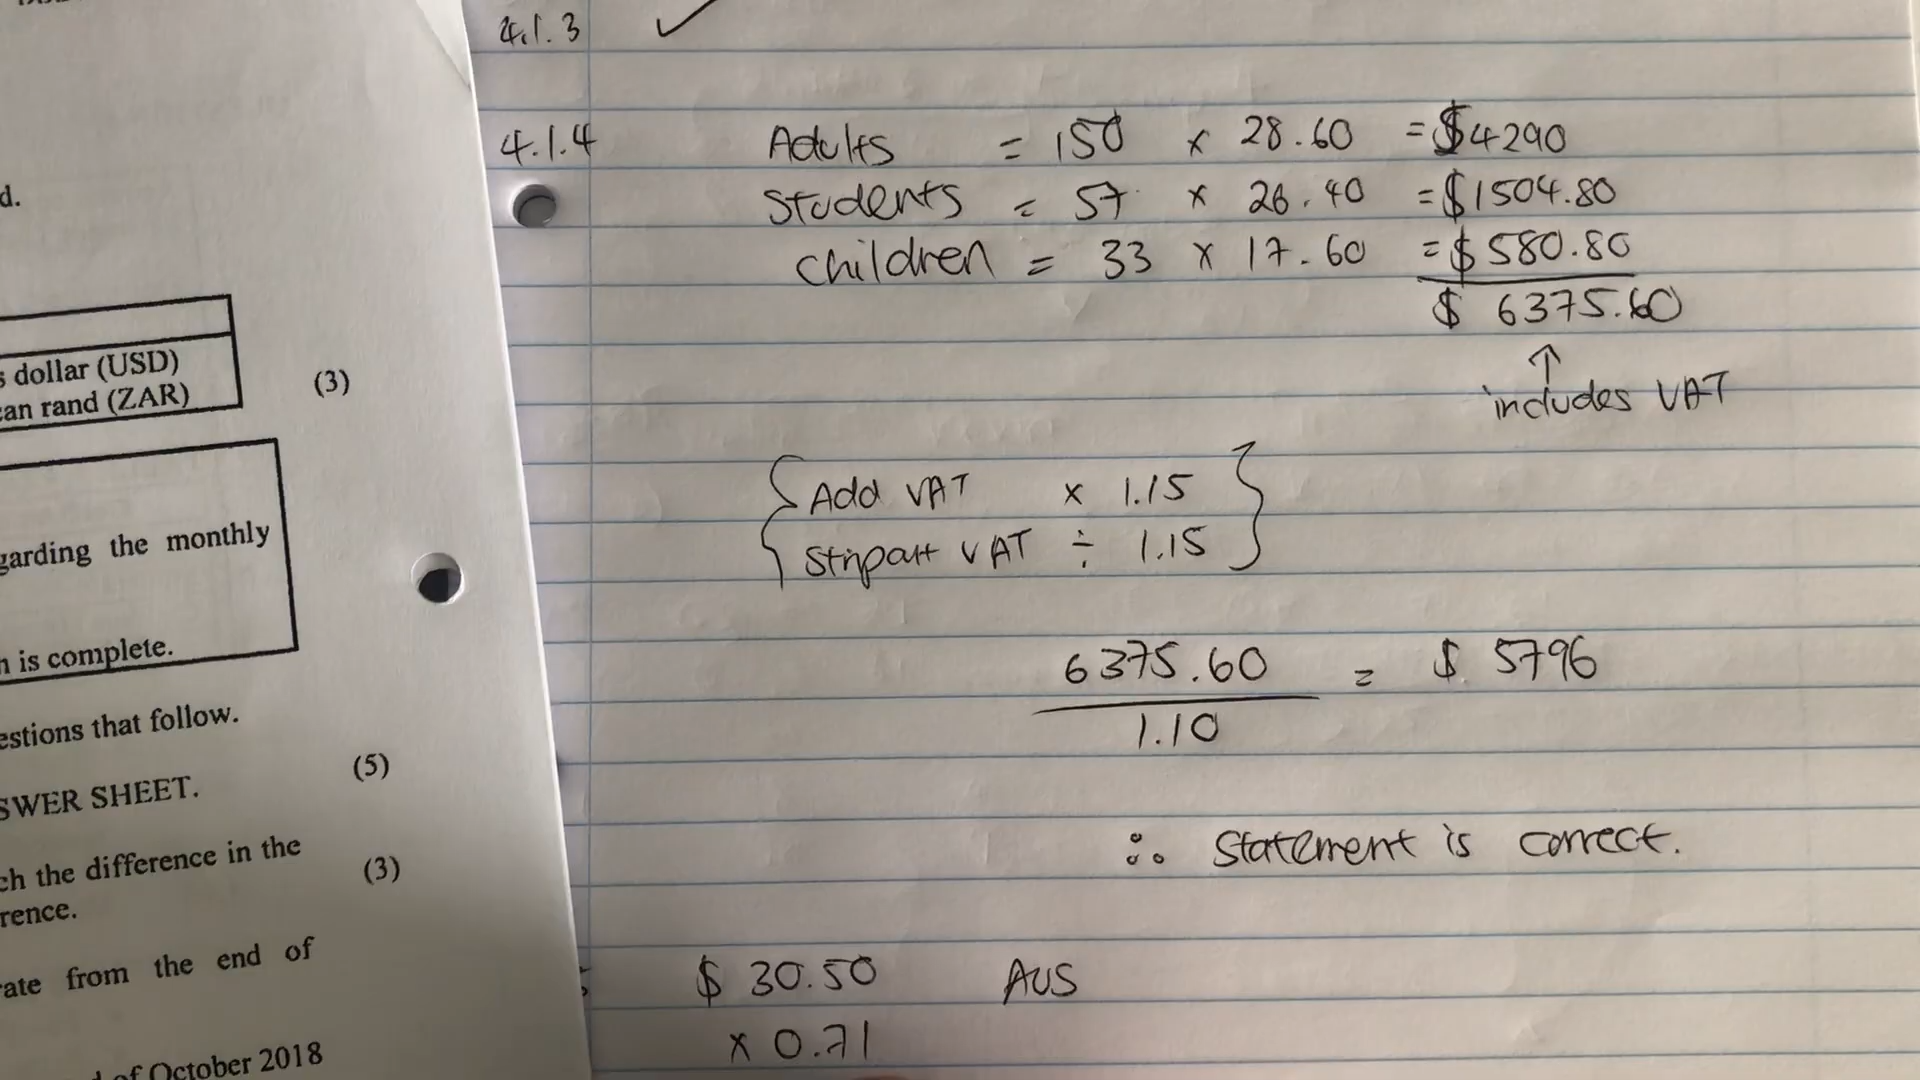 d.
s dollar (USD)
can rand (ZAR)
(3)
garding the monthly
n is complete.
estions that follow.
(5)
SWER SHEET.
ch the difference in the
(3)
rence.
rate from the end of
of October 2018
4.1.3
4.1.4 Adults = 150 × 28.60 = $4290
Students = 57 × 26.40 = $1504.80
children = 33 × 17.60 = $580.80
$ 6375.60
↑
includes VAT
{ Add VAT × 1.15 }
{ Stripout VAT ÷ 1.15 }
6375.60 = $ 5796
1.10
∴ Statement is correct.
$ 30.50 AUS
× 0.71